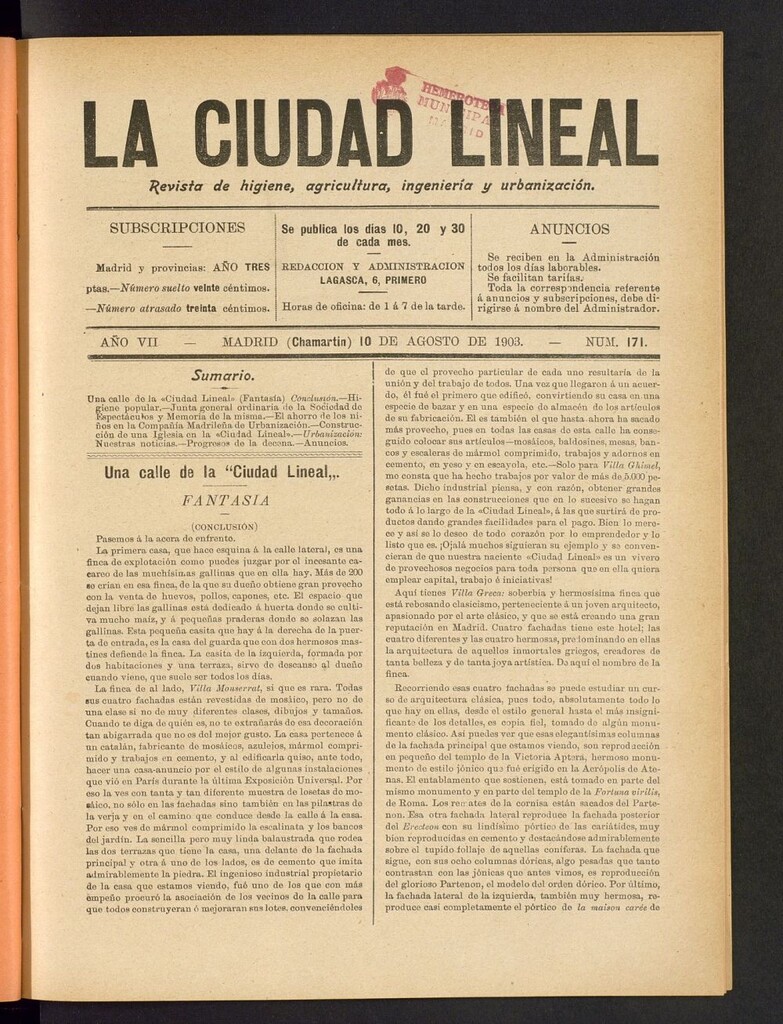 HEMEROTECA
MUNICIPAL
MADRID
LA CIUDAD LINEAL
Revista de higiene, agricultura, ingeniería y urbanización.
SUBSCRIPCIONES
Madrid y provincias: AÑO TRES
ptas.—Número suelto veinte céntimos.
—Número atrasado treinta céntimos.
Se publica los días 10, 20 y 30
de cada mes.
REDACCION Y ADMINISTRACION
LAGASCA, 6, PRIMERO
Horas de oficina: de 1 á 7 de la tarde.
ANUNCIOS
Se reciben en la Administración
todos los días laborables.
Se facilitan tarifas.
Toda la correspondencia referente
á anuncios y subscripciones, debe di-
rigirse á nombre del Administrador.
AÑO VII — MADRID (Chamartin) 10 DE AGOSTO DE 1903. — NUM. 171.
Sumario.
Una calle de la «Ciudad Lineal» (Fantasía) Conclusión.—Hi-
giene popular.—Junta general ordinaria de la Sociedad de
Espectáculos y Memoria de la misma.—El ahorro de los ni-
ños en la Compañía Madrileña de Urbanización.—Construc-
ción de una Iglesia en la «Ciudad Lineal».—Urbanización:
Nuestras noticias.—Progresos de la decena.—Anuncios.
Una calle de la "Ciudad Lineal„.
FANTASIA
(CONCLUSIÓN)
Pasemos á la acera de enfrente.
La primera casa, que hace esquina á la calle lateral, es una
finca de explotación como puedes juzgar por el incesante ca-
careo de las muchísimas gallinas que en ella hay. Más de 200
se crian en esa finca, de la que su dueño obtiene gran provecho
con la venta de huevos, pollos, capones, etc. El espacio que
dejan libre las gallinas está dedicado á huerta donde se culti-
va mucho maíz, y á pequeñas praderas donde se solazan las
gallinas. Esta pequeña casita que hay á la derecha de la puer-
ta de entrada, es la casa del guarda que con dos hermosos mas-
tines defiende la finca. La casita de la izquierda, formada por
dos habitaciones y una terraza, sirve de descanso al dueño
cuando viene, que suele ser todos los días.
La finca de al lado, Villa Monserrat, si que es rara. Todas
sus cuatro fachadas están revestidas de mosáico, pero no de
una clase si no de muy diferentes clases, dibujos y tamaños.
Cuando te diga de quién es, no te extrañarás de esa decoración
tan abigarrada que no es del mejor gusto. La casa pertenece á
un catalán, fabricante de mosáicos, azulejos, mármol compri-
mido y trabajos en cemento, y al edificarla quiso, ante todo,
hacer una casa-anuncio por el estilo de algunas instalaciones
que vió en París durante la última Exposición Universal. Por
eso la ves con tanta y tan diferente muestra de losetas de mo-
sáico, no sólo en las fachadas sino también en las pilastras de
la verja y en el camino que conduce desde la calle á la casa.
Por eso ves de mármol comprimido la escalinata y los bancos
del jardín. La sencilla pero muy linda balaustrada que rodea
las dos terrazas que tiene la casa, una delante de la fachada
principal y otra á uno de los lados, es de cemento que imita
admirablemente la piedra. El ingenioso industrial propietario
de la casa que estamos viendo, fué uno de los que con más
empeño procuró la asociación de los vecinos de la calle para
que todos construyeran ó mejoraran sus lotes, convenciéndoles
de que el provecho particular de cada uno resultaría de la
unión y del trabajo de todos. Una vez que llegaron á un acuer-
do, él fué el primero que edificó, convirtiendo su casa en una
especie de bazar y en una especie de almacén de los artículos
de su fabricación. El es también el que hasta ahora ha sacado
más provecho, pues en todas las casas de esta calle ha conse-
guido colocar sus artículos—mosáicos, baldosines, mesas, ban-
cos y escaleras de mármol comprimido, trabajos y adornos en
cemento, en yeso y en escayola, etc.—Solo para Villa Ghimel,
me consta que ha hecho trabajos por valor de más de 5.000 pe-
setas. Dicho industrial piensa, y con razón, obtener grandes
ganancias en las construcciones que en lo sucesivo se hagan
todo á lo largo de la «Ciudad Lineal», á las que surtirá de pro-
ductos dando grandes facilidades para el pago. Bien lo mere-
ce y así se lo deseo de todo corazón por lo emprendedor y lo
listo que es. ¡Ojalá muchos siguieran su ejemplo y se conven-
cieran de que nuestra naciente «Ciudad Lineal» es un vivero
de provechosos negocios para toda persona que en ella quiera
emplear capital, trabajo é iniciativas!
Aquí tienes Villa Greca: soberbia y hermosísima finca que
está rebosando clasicismo, perteneciente á un joven arquitecto,
apasionado por el arte clásico, y que se está creando una gran
reputación en Madrid. Cuatro fachadas tiene este hotel; las
cuatro diferentes y las cuatro hermosas, predominando en ellas
la arquitectura de aquellos inmortales griegos, creadores de
tanta belleza y de tanta joya artística. De aquí el nombre de la
finca.
Recorriendo esas cuatro fachadas se puede estudiar un cur-
so de arquitectura clásica, pues todo, absolutamente todo lo
que hay en ellas, desde el estilo general hasta el más insigni-
ficante de los detalles, es copia fiel, tomado de algún monu-
mento clásico. Así puedes ver que esas elegantísimas columnas
de la fachada principal que estamos viendo, son reproducción
en pequeño del templo de la Victoria Aptera, hermoso monu-
mento de estilo jónico que fué erigido en la Acrópolis de Ate-
nas. El entablamento que sostienen, está tomado en parte del
mismo monumento y en parte del templo de la Fortuna virilis,
de Roma. Los remates de la cornisa están sacados del Parte-
non. Esa otra fachada lateral reproduce la fachada posterior
del Erecteon con su lindísimo pórtico de las cariátides, muy
bien reproducidas en cemento y destacándose admirablemente
sobre el tupido follaje de aquellas coníferas. La fachada que
sigue, con sus ocho columnas dóricas, algo pesadas que tanto
contrastan con las jónicas que antes vimos, es reproducción
del glorioso Partenon, el modelo del orden dórico. Por último,
la fachada lateral de la izquierda, también muy hermosa, re-
produce casi completamente el pórtico de la maison carée de